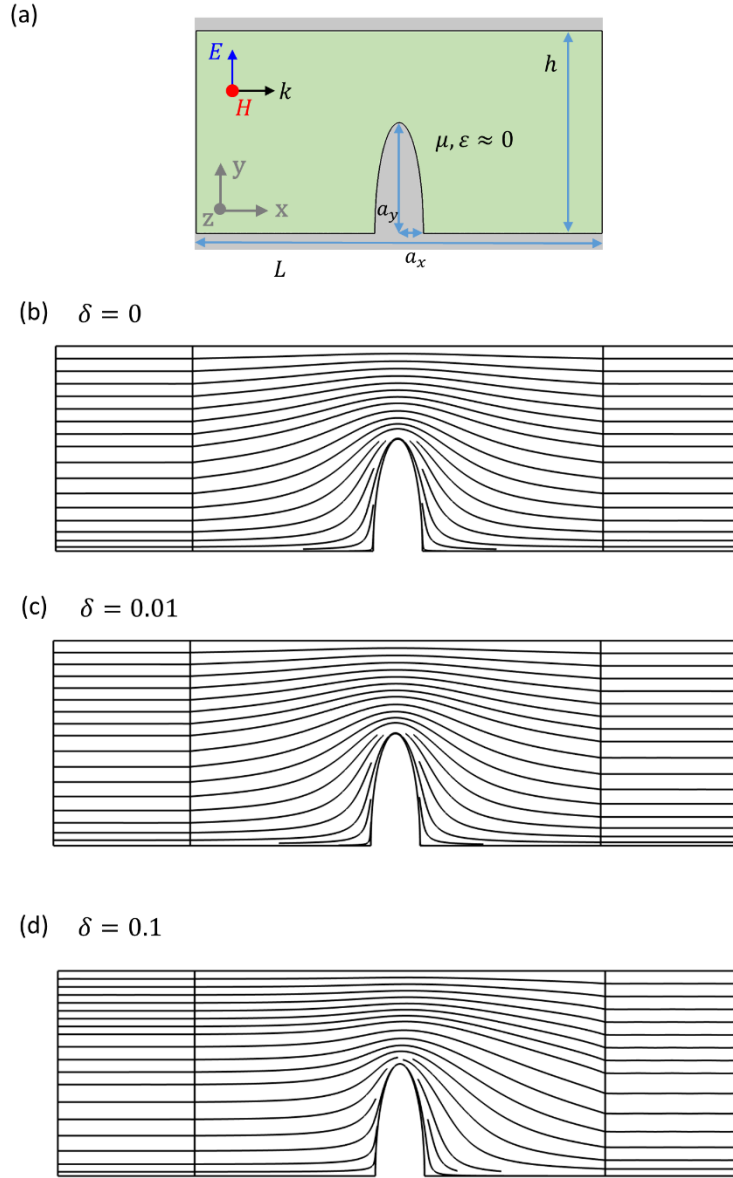 (a)
E
k
H
h
μ, ε ≈ 0
y
z x
a_y
a_x
L
(b) δ = 0
(c) δ = 0.01
(d) δ = 0.1